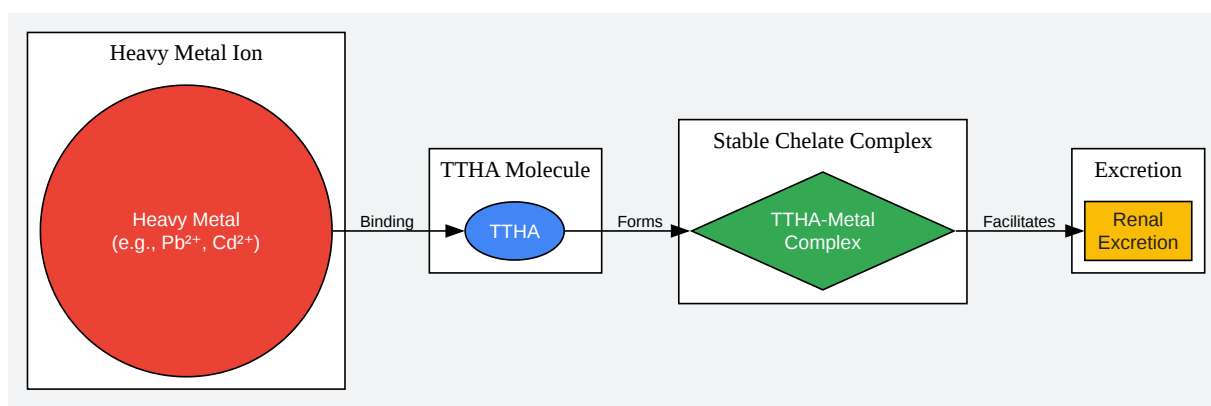 Heavy Metal Ion
Heavy Metal
(e.g., Pb²⁺, Cd²⁺)
Binding
TTHA Molecule
TTHA
Forms
Stable Chelate Complex
TTHA-Metal
Complex
Facilitates
Excretion
Renal
Excretion